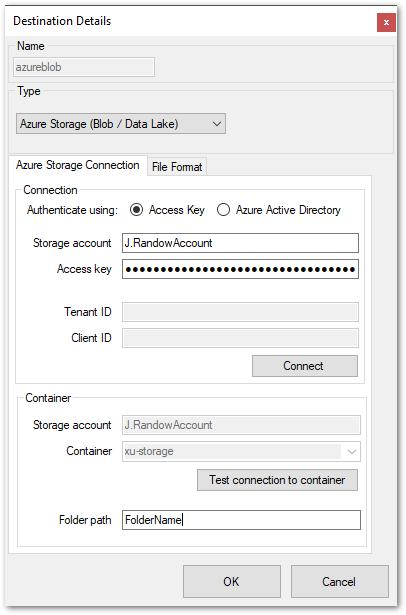 Destination Details
x
Name
azureblob
Type
Azure Storage (Blob / Data Lake)
Azure Storage Connection File Format
Connection
Authenticate using: Access Key Azure Active Directory
Storage account J.RandowAccount
Access key ●●●●●●●●●●●●●●●●●●●●●●●●●●●●●●●●●
Tenant ID
Client ID
Connect
Container
Storage account J.RandowAccount
Container xu-storage
Test connection to container
Folder path FolderName
OK Cancel